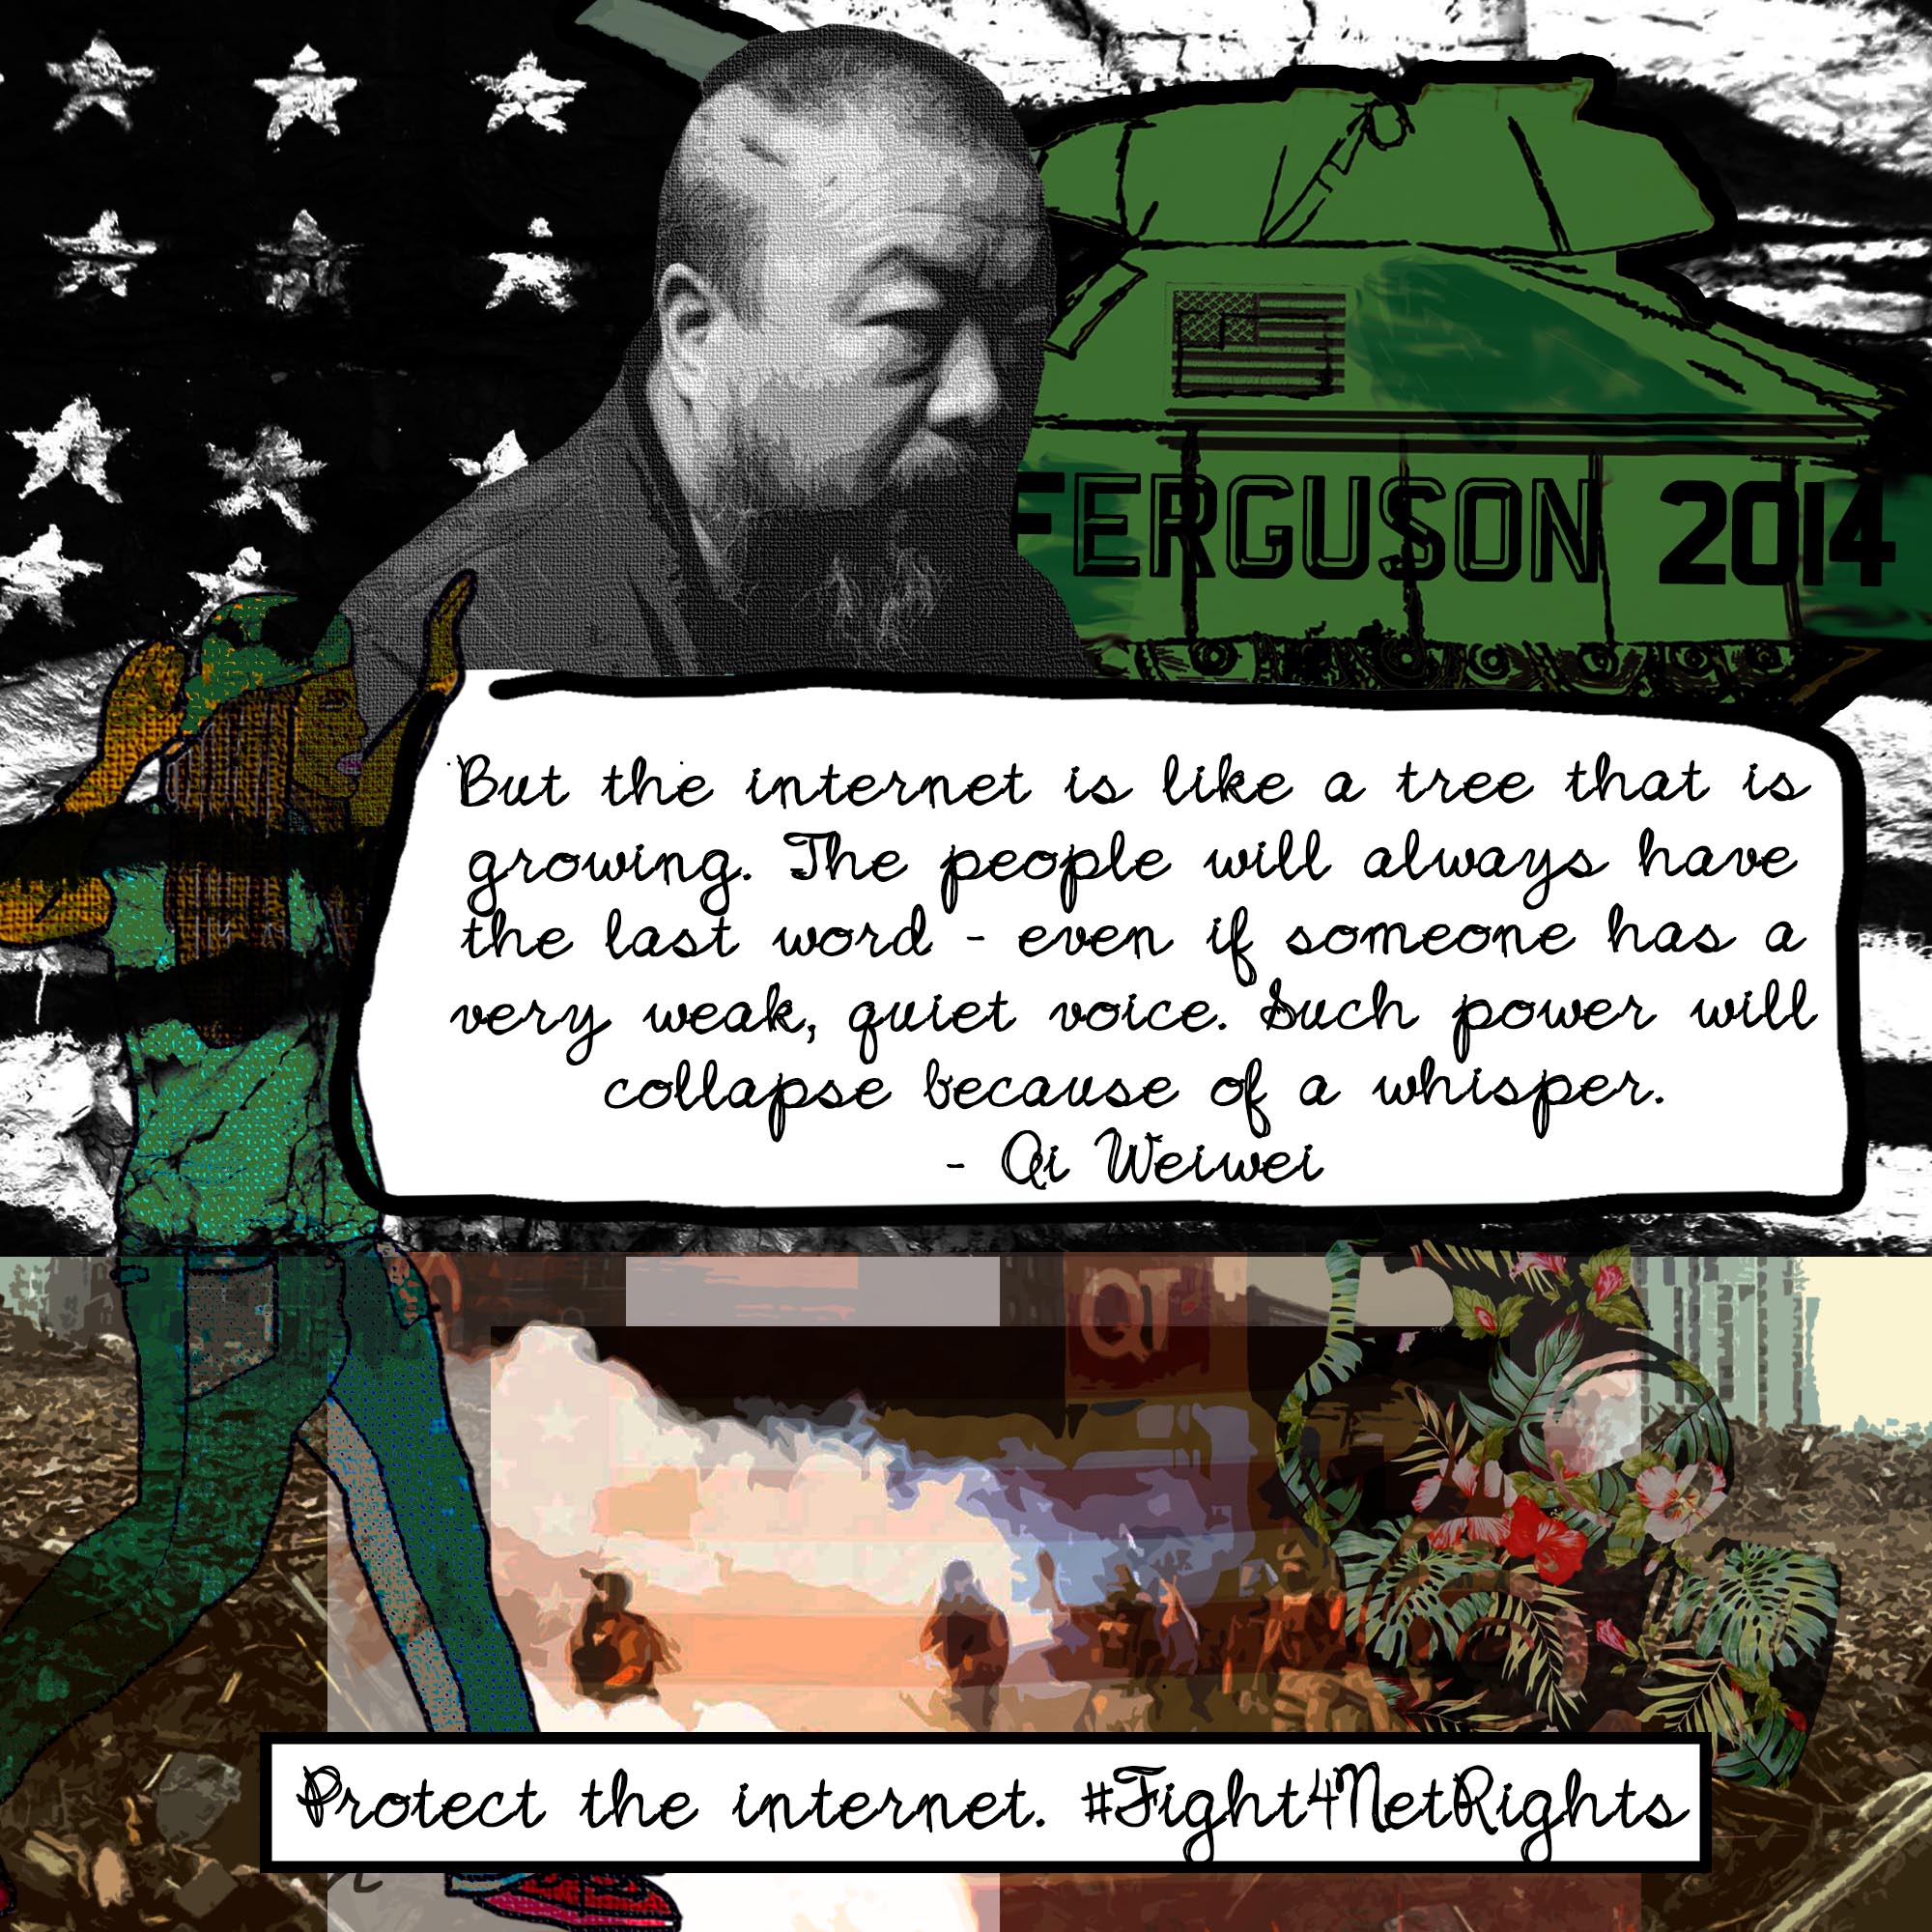 FERGUSON 2014
But the internet is like a tree that is
growing. The people will always have
the last word - even if someone has a
very weak, quiet voice. Such power will
collapse because of a whisper.
- Ai Weiwei
QT
Protect the internet. #Fight4NetRights